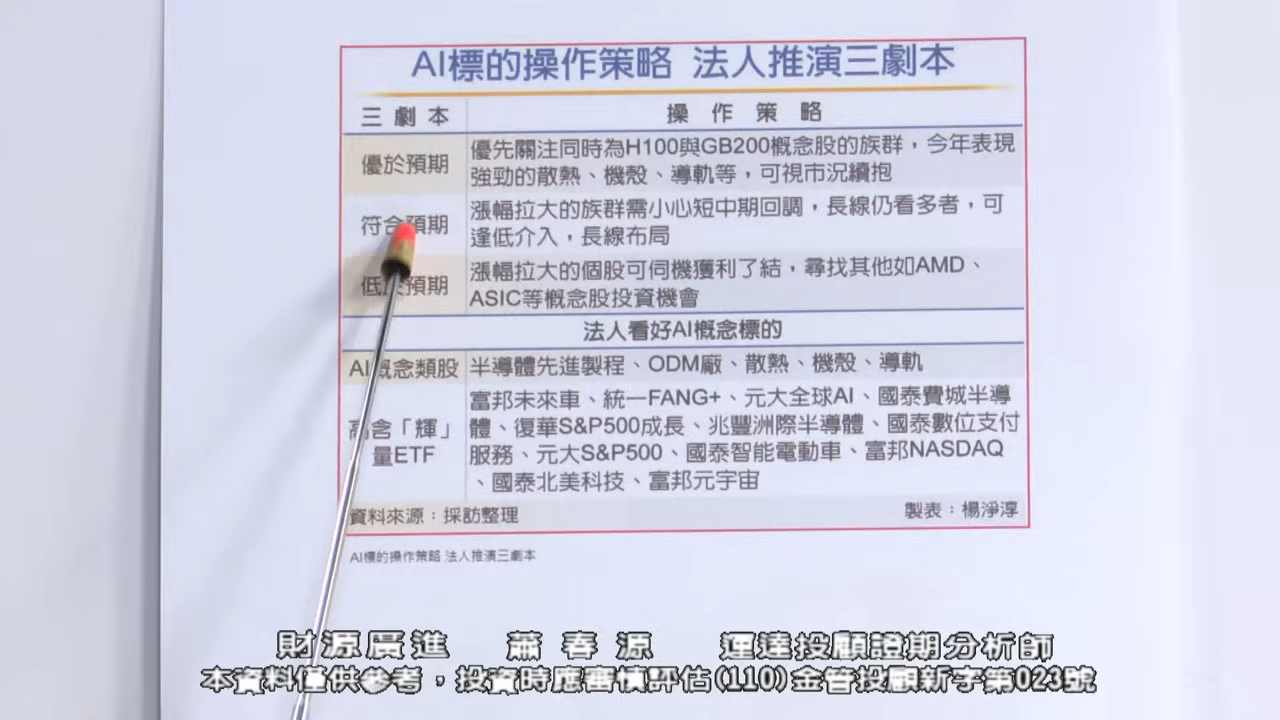 AI標的操作策略 法人推演三劇本
三劇本 操作策略
優於預期
優先關注同時為H100與GB200概念股的族群，今年表現
強勁的散熱、機殼、導軌等，可視市況續抱
符合預期
漲幅拉大的族群需小心短中期回調，長線仍看多者，可
逢低介入，長線布局
低於預期
漲幅拉大的個股可伺機獲利了結，尋找其他如AMD、
ASIC等概念股投資機會
法人看好AI概念標的
AI概念類股 半導體先進製程、ODM廠、散熱、機殼、導軌
高含「輝」
量ETF
富邦未來車、統一FANG+、元大全球AI、國泰費城半導
體、復華S&P500成長、兆豐洲際半導體、國泰數位支付
服務、元大S&P500、國泰智能電動車、富邦NASDAQ
、國泰北美科技、富邦元宇宙
資料來源：採訪整理 製表：楊淨淳
AI標的操作策略 法人推演三劇本
財源廣進 蕭春源 運達投顧證期分析師
本資料僅供參考，投資時應審慎評估(110)金管投顧新字第023號